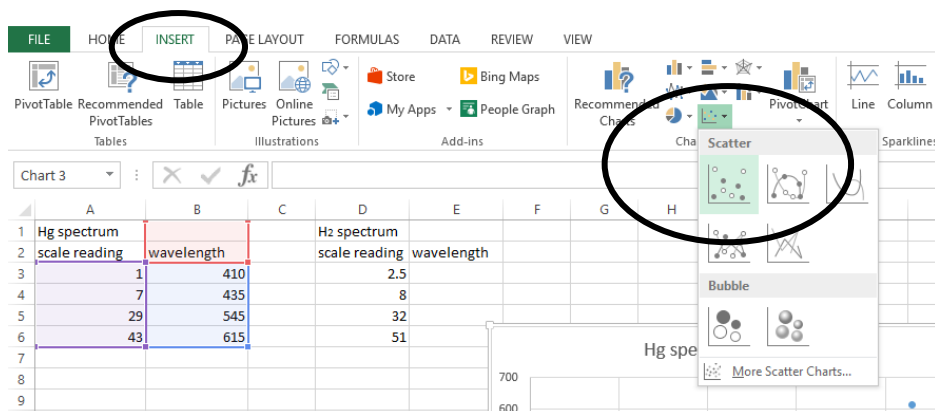 FILE HOME INSERT PAGE LAYOUT FORMULAS DATA REVIEW VIEW
Store Bing Maps
PivotTable Recommended Table Pictures Online My Apps People Graph Recommended PivotChart Line Column
PivotTables Pictures Charts
Tables Illustrations Add-ins Cha Sparklines
Scatter
Chart 3 fx
A B C D E F G H
1 Hg spectrum H2 spectrum
2 scale reading wavelength scale reading wavelength
3 1 410 2.5
4 7 435 8
5 29 545 32
6 43 615 51
7
8
9
Bubble
More Scatter Charts...
Hg spe
700
600